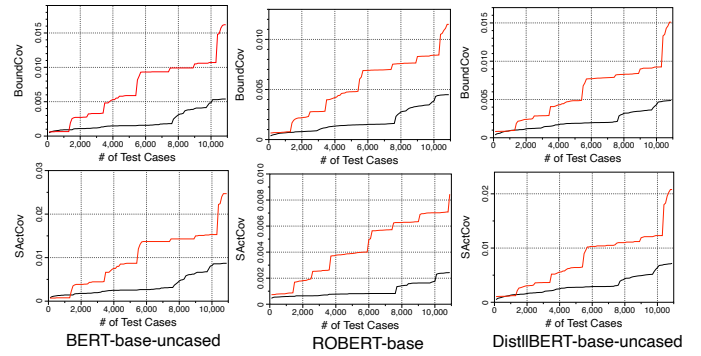 BoundCov
0.015
0.010
0.005
0
0 2,000 4,000 6,000 8,000 10,000
# of Test Cases
BoundCov
0.010
0.005
0
0 2,000 4,000 6,000 8,000 10,000
# of Test Cases
BoundCov
0.015
0.010
0.005
0
0 2,000 4,000 6,000 8,000 10,000
# of Test Cases
SActCov
0.03
0.02
0.01
0
0 2,000 4,000 6,000 8,000 10,000
# of Test Cases
SActCov
0.010
0.008
0.006
0.004
0.002
0.000
0 2,000 4,000 6,000 8,000 10,000
# of Test Cases
SActCov
0.02
0.01
0
0 2,000 4,000 6,000 8,000 10,000
# of Test Cases
BERT-base-uncased
ROBERT-base
DistllBERT-base-uncased